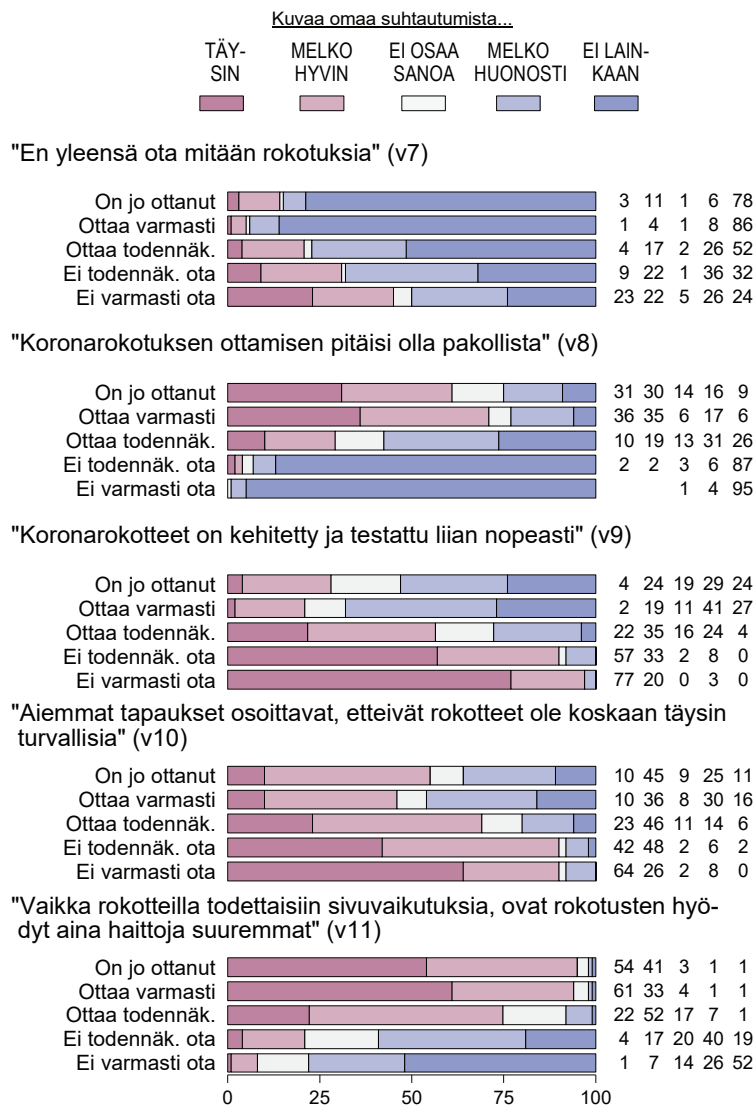 Kuvaa omaa suhtautumista...
TÄY- MELKO EI OSAA MELKO EI LAIN-
SIN HYVIN SANOA HUONOSTI KAAN
"En yleensä ota mitään rokotuksia" (v7)
On jo ottanut 3 11 1 6 78
Ottaa varmasti 1 4 1 8 86
Ottaa todennäk. 4 17 2 26 52
Ei todennäk. ota 9 22 1 36 32
Ei varmasti ota 23 22 5 26 24
"Koronarokotuksen ottamisen pitäisi olla pakollista" (v8)
On jo ottanut 31 30 14 16 9
Ottaa varmasti 36 35 6 17 6
Ottaa todennäk. 10 19 13 31 26
Ei todennäk. ota 2 2 3 6 87
Ei varmasti ota 1 4 95
"Koronarokotteet on kehitetty ja testattu liian nopeasti" (v9)
On jo ottanut 4 24 19 29 24
Ottaa varmasti 2 19 11 41 27
Ottaa todennäk. 22 35 16 24 4
Ei todennäk. ota 57 33 2 8 0
Ei varmasti ota 77 20 0 3 0
"Aiemmat tapaukset osoittavat, etteivät rokotteet ole koskaan täysin
turvallisia" (v10)
On jo ottanut 10 45 9 25 11
Ottaa varmasti 10 36 8 30 16
Ottaa todennäk. 23 46 11 14 6
Ei todennäk. ota 42 48 2 6 2
Ei varmasti ota 64 26 2 8 0
"Vaikka rokotteilla todettaisiin sivuvaikutuksia, ovat rokotusten hyö-
dyt aina haittoja suuremmat" (v11)
On jo ottanut 54 41 3 1 1
Ottaa varmasti 61 33 4 1 1
Ottaa todennäk. 22 52 17 7 1
Ei todennäk. ota 4 17 20 40 19
Ei varmasti ota 1 7 14 26 52
0 25 50 75 100